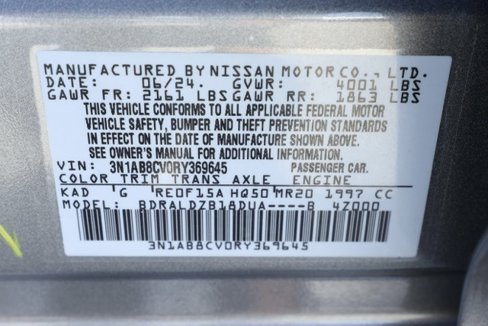 MANUFACTURED BY NISSAN MOTOR CO., LTD.
06/24 GVWR: 4001 LBS
GAWR FR: 2161 LBS GAWR RR: 1863 LBS
THIS VEHICLE CONFORMS TO ALL APPLICABLE FEDERAL MOTOR
VEHICLE SAFETY, BUMPER AND THEFT PREVENTION STANDARDS
IN EFFECT ON THE DATE OF MANUFACTURE SHOWN ABOVE.
SEE OWNER'S MANUAL FOR ADDITIONAL INFORMATION
VIN: 3N1AB8CV0RY369645 PASSENGER CAR.
COLOR TRIM TRANS AXLE ENGINE
KAD G RE0F15A HQ50 MR20 1997 CC
MODEL BDRALDZB18DUA----B 4Z000
3N1AB8CV0RY369645